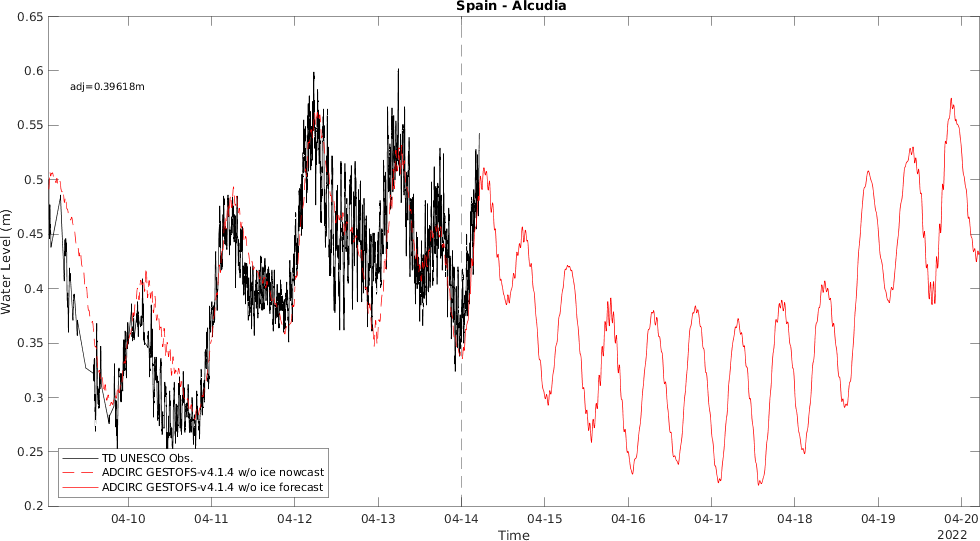 Spain - Alcudia
0.65
0.6
0.55
0.5
0.45
0.4
0.35
0.3
0.25
0.2
Water Level (m)
adj=0.39618m
TD UNESCO Obs.
ADCIRC GESTOFS-v4.1.4 w/o ice nowcast
ADCIRC GESTOFS-v4.1.4 w/o ice forecast
04-10 04-11 04-12 04-13 04-14 04-15 04-16 04-17 04-18 04-19 04-20
Time
2022